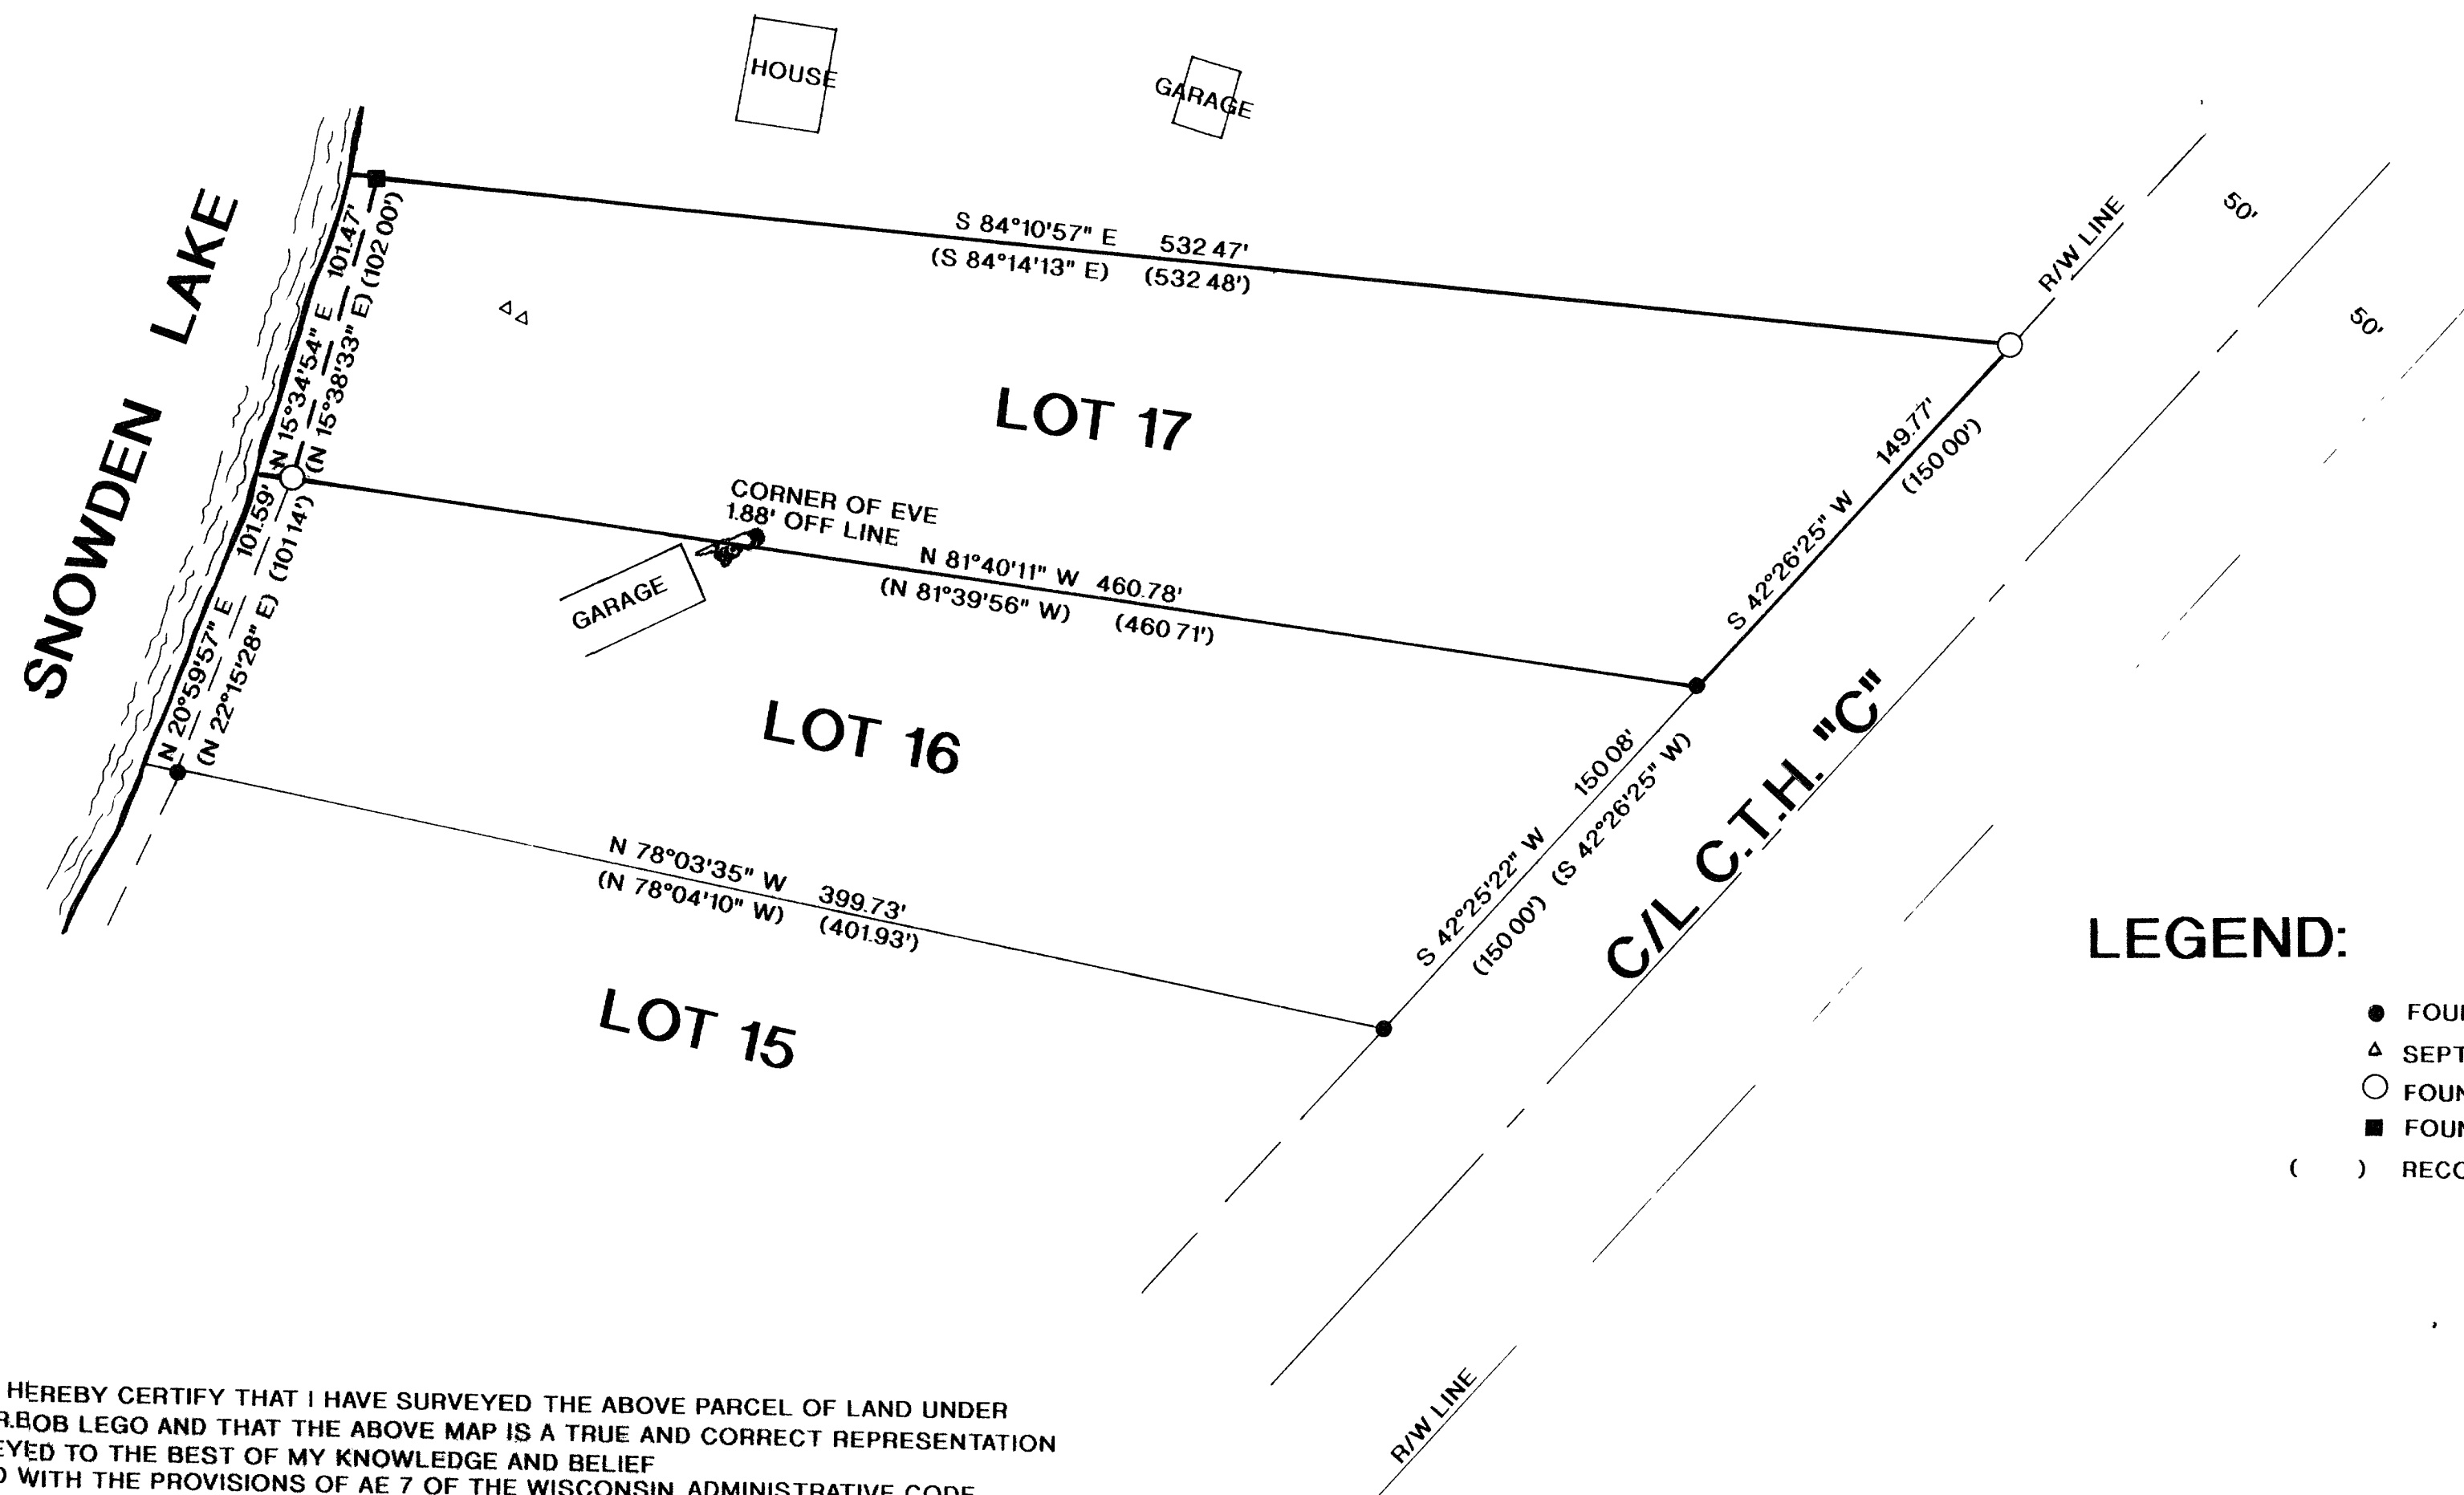 HOUSE
GARAGE
SNOWDEN LAKE
N 15°34'54" E 101.47'
(N 15°38'33" E) (102 00')
S 84°10'57" E 532 47'
(S 84°14'13" E) (532 48')
R/W LINE
50'
50'
LOT 17
149.77'
(150 00')
S 42°26'25" W
CORNER OF EVE
1.88' OFF LINE
N 81°40'11" W 460.78'
(N 81°39'56" W) (460 71')
GARAGE
N 20°59'57" E 101.59'
(N 22°15'28" E) (101 14')
LOT 16
S 42°25'22" W 150 08'
(150 00') (S 42°26'25" W)
C/L C.T.H. "C"
N 78°03'35" W 399.73'
(N 78°04'10" W) (401.93')
LOT 15
LEGEND:
FOU
SEPT
FOUN
FOUN
( ) RECO
R/W LINE
HEREBY CERTIFY THAT I HAVE SURVEYED THE ABOVE PARCEL OF LAND UNDER
R.BOB LEGO AND THAT THE ABOVE MAP IS A TRUE AND CORRECT REPRESENTATION
EYED TO THE BEST OF MY KNOWLEDGE AND BELIEF
WITH THE PROVISIONS OF AE 7 OF THE WISCONSIN ADMINISTRATIVE CODE